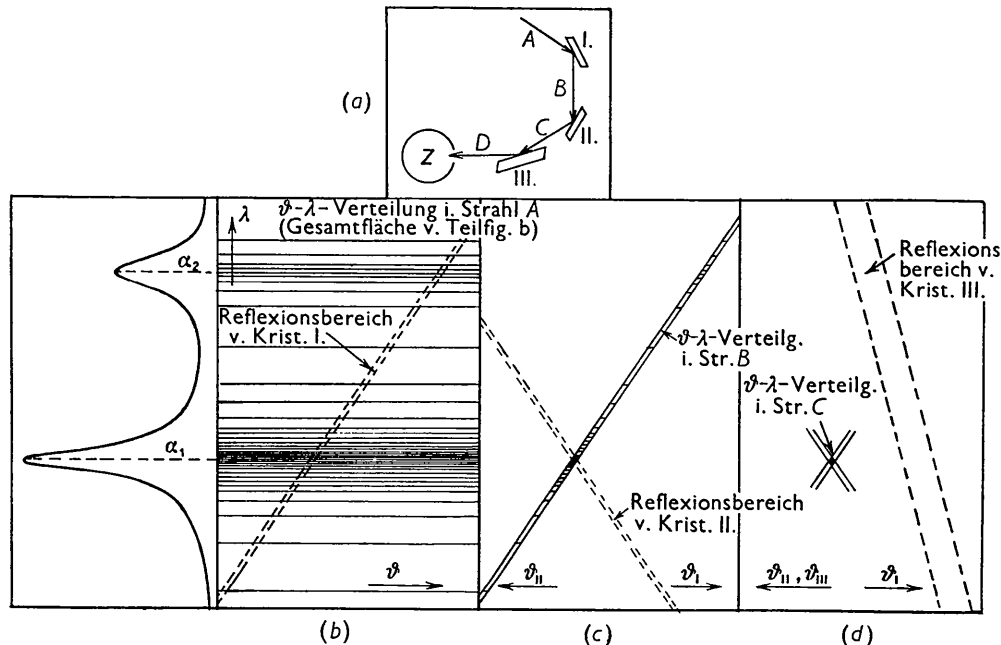 (a)
A
I.
B
C
II.
D
Z
III.
ϑ-λ-Verteilung i. Strahl A
(Gesamtfläche v. Teilfig. b)
λ
α₂
α₁
Reflexionsbereich
v. Krist. I.
ϑ
ϑ-λ-Verteilg.
i. Str. B
Reflexionsbereich
v. Krist. II.
ϑII
ϑI
Reflexions
bereich v.
Krist. III.
ϑ-λ-Verteilg.
i. Str. C
ϑII, ϑIII
ϑI
(b)
(c)
(d)